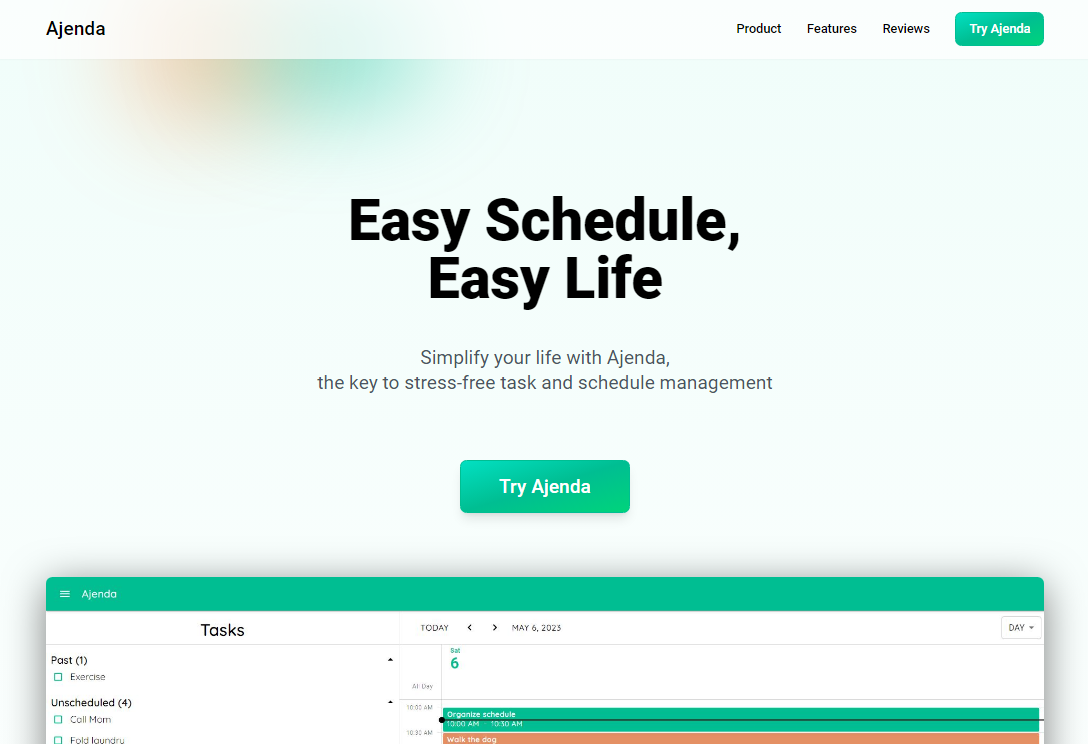 Ajenda
Product Features Reviews Try Ajenda
Easy Schedule,
Easy Life
Simplify your life with Ajenda,
the key to stress-free task and schedule management
Try Ajenda
Ajenda
Tasks
TODAY MAY 6, 2023 DAY
Past (1)
Exercise
Unscheduled (4)
Call Mom
Fold laundry
Sat
6
All Day
10:00 AM
Organize schedule
10:00 AM - 10:30 AM
10:30 AM
Walk the dog